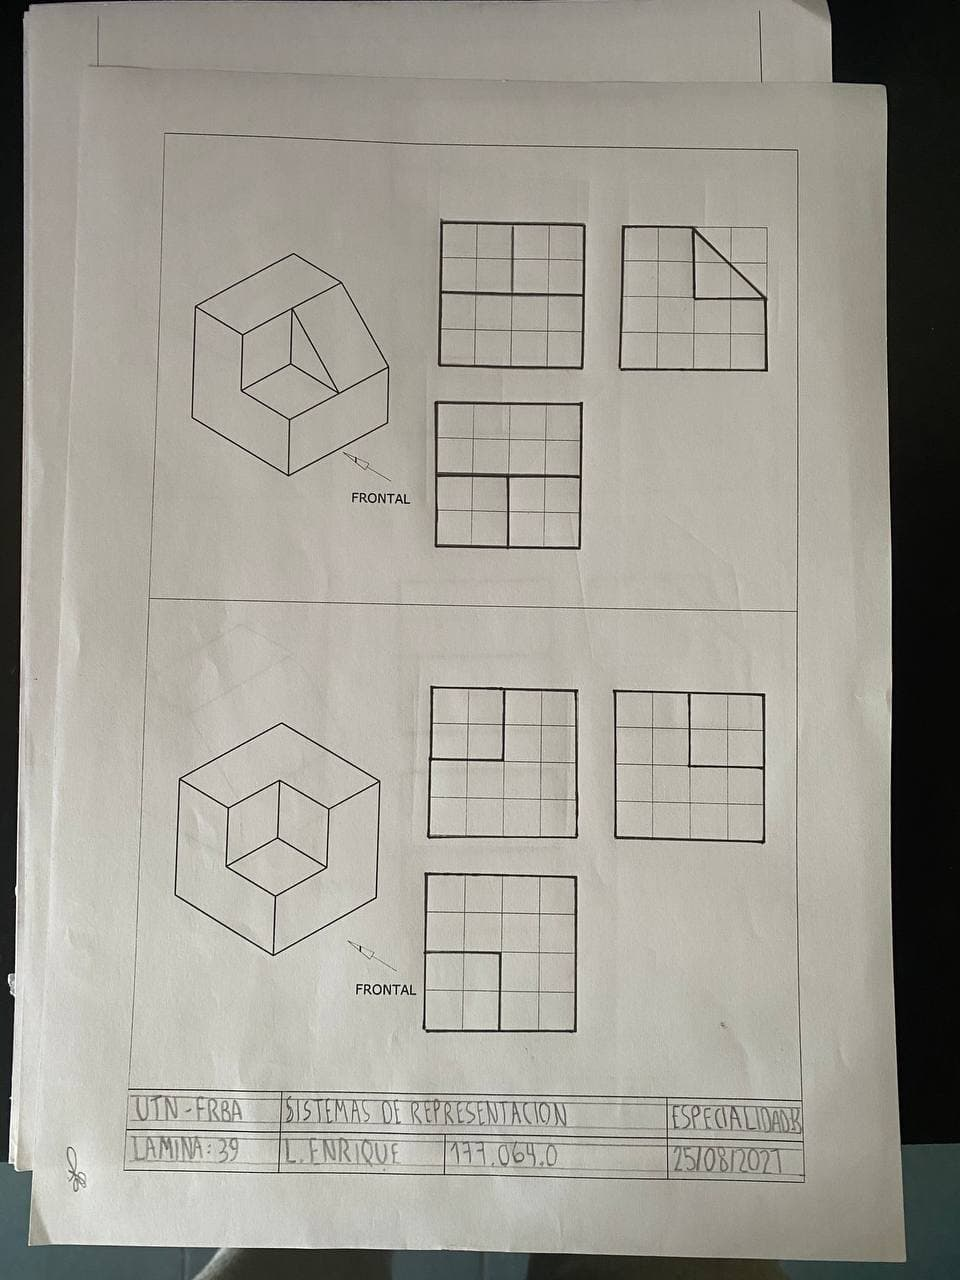 FRONTAL
FRONTAL
UTN-FRBA SISTEMAS DE REPRESENTACION ESPECIALIDAD:K
LAMINA: 39 L. ENRIQUE 177.064.0 25/08/2021